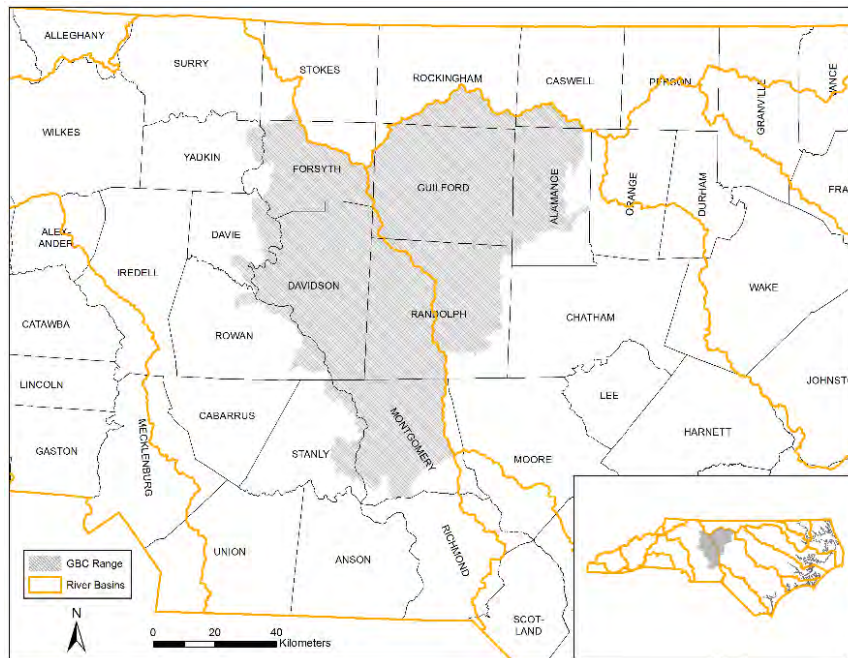 ALLEGHANY
SURRY
STOKES
ROCKINGHAM
CASWELL
PERSON
GRANVILLE
VANCE
WILKES
YADKIN
FORSYTH
GUILFORD
ALAMANCE
ORANGE
DURHAM
FRA
ALEX-
ANDER
DAVIE
IREDELL
DAVIDSON
RANDOLPH
CHATHAM
WAKE
CATAWBA
ROWAN
LINCOLN
CABARRUS
MECKLENBURG
GASTON
STANLY
MONTGOMERY
MOORE
LEE
HARNETT
JOHNSTO
UNION
ANSON
RICHMOND
SCOT-
LAND
GBC Range
River Basins
N
0 20 40
Kilometers